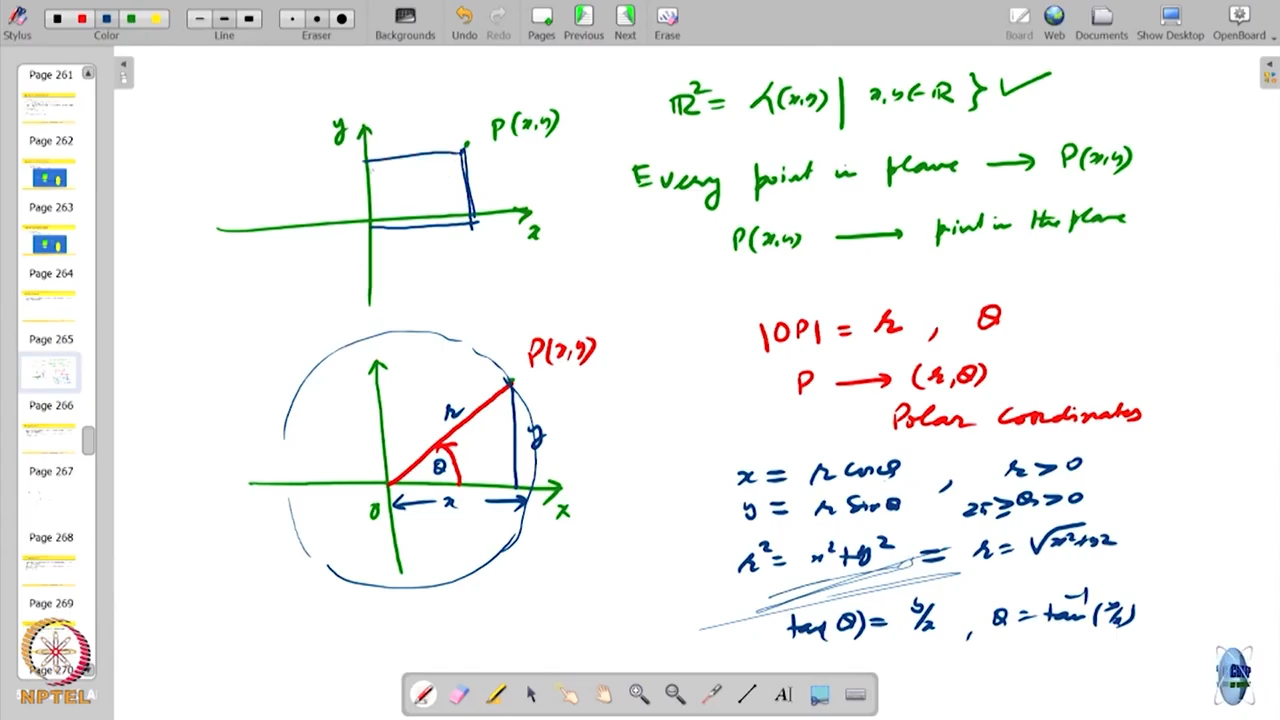 Stylus Color Line Eraser Backgrounds Undo Redo Pages Previous Next Erase Board Web Documents Show Desktop OpenBoard
Page 261
Page 262
Page 263
Page 264
Page 265
Page 266
Page 267
Page 268
Page 269
Page 270
NPTEL
y
P(x,y)
x
ℝ² = {(x,y) | x,y ∈ ℝ } ✓
Every point in plane → P(x,y)
P(x,y) → point in the plane
P(x,y)
r
θ
y
x
0
x
|OP| = r , θ
P → (r,θ)
Polar coordinates
x = r cosθ , r > 0
y = r sinθ 2π ≥ θ > 0
r² = x²+y² = r = √x²+y²
tan(θ) = y/x , θ = tan⁻¹(y/x)